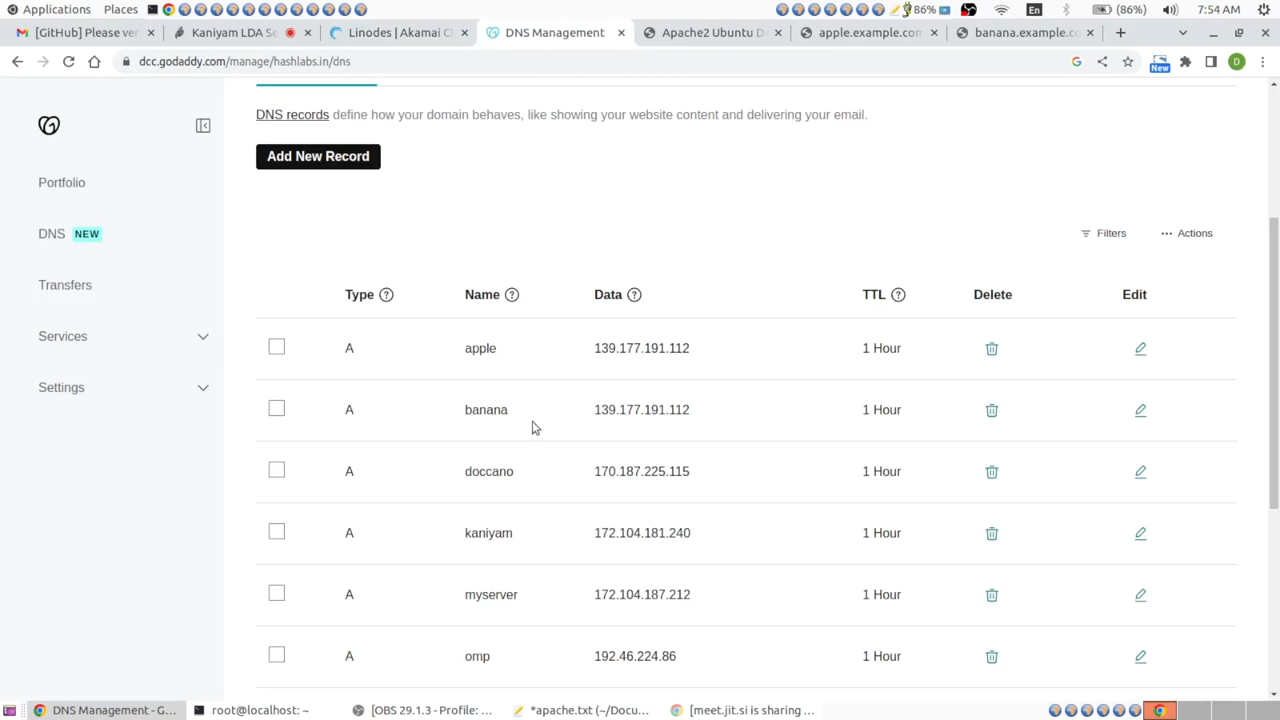 Applications Places 86% En (86%) 7:54 AM
[GitHub] Please ver Kaniyam LDA Se Linodes | Akamai Cl DNS Management Apache2 Ubuntu D apple.example.con banana.example.co
dcc.godaddy.com/manage/hashlabs.in/dns New D
DNS records define how your domain behaves, like showing your website content and delivering your email.
Add New Record
Portfolio
DNS NEW
Transfers
Services
Settings
Filters Actions
Type Name Data TTL Delete Edit
A apple 139.177.191.112 1 Hour
A banana 139.177.191.112 1 Hour
A doccano 170.187.225.115 1 Hour
A kaniyam 172.104.181.240 1 Hour
A myserver 172.104.187.212 1 Hour
A omp 192.46.224.86 1 Hour
DNS Management - G... root@localhost: ~ [OBS 29.1.3 - Profile: ... *apache.txt (~/Docu... [meet.jit.si is sharing ...